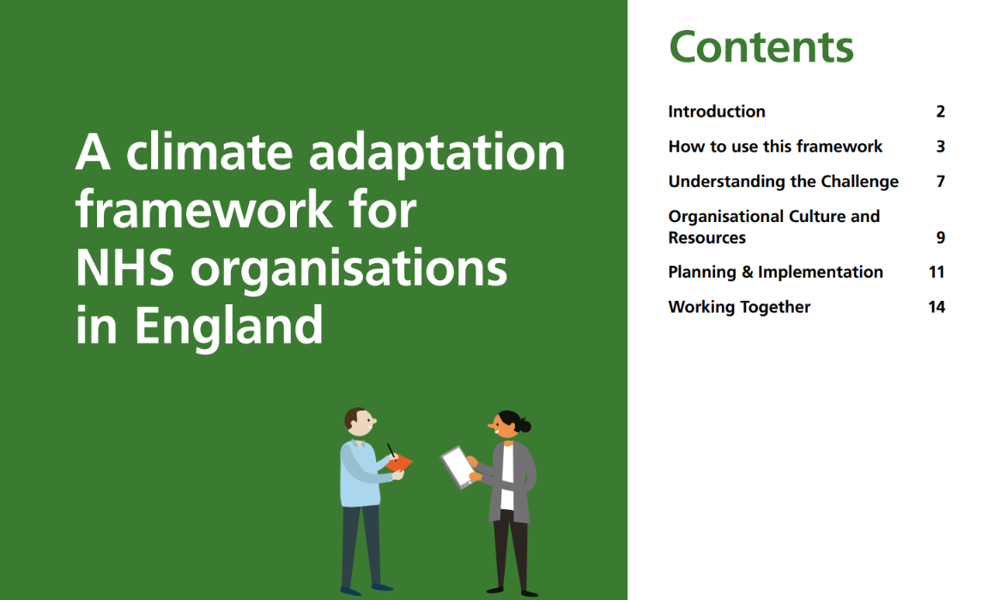 A climate adaptation
framework for
NHS organisations
in England
Contents
Introduction 2
How to use this framework 3
Understanding the Challenge 7
Organisational Culture and
Resources 9
Planning & Implementation 11
Working Together 14